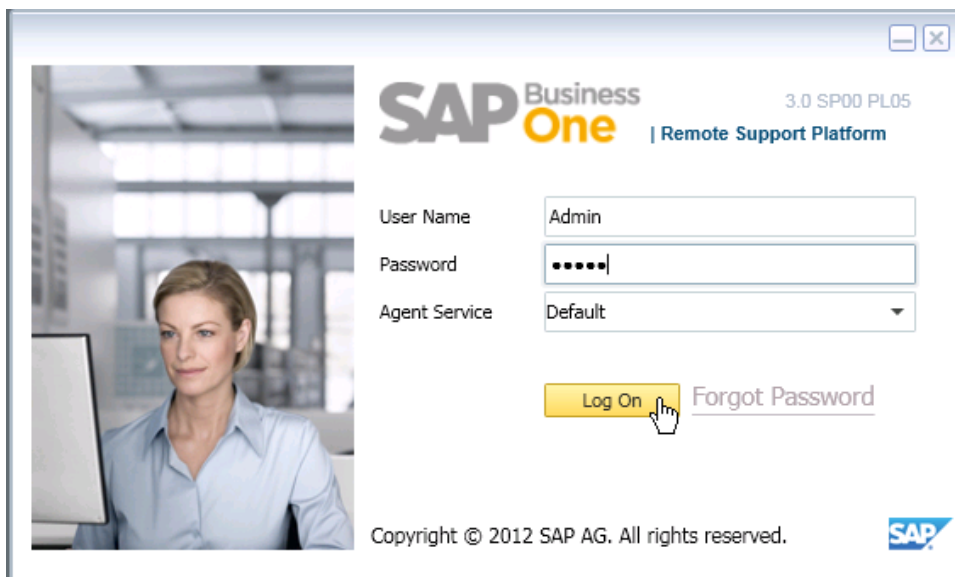 SAP Business One
3.0 SP00 PL05
| Remote Support Platform
User Name Admin
Password •••••
Agent Service Default
Log On Forgot Password
Copyright © 2012 SAP AG. All rights reserved.
SAP